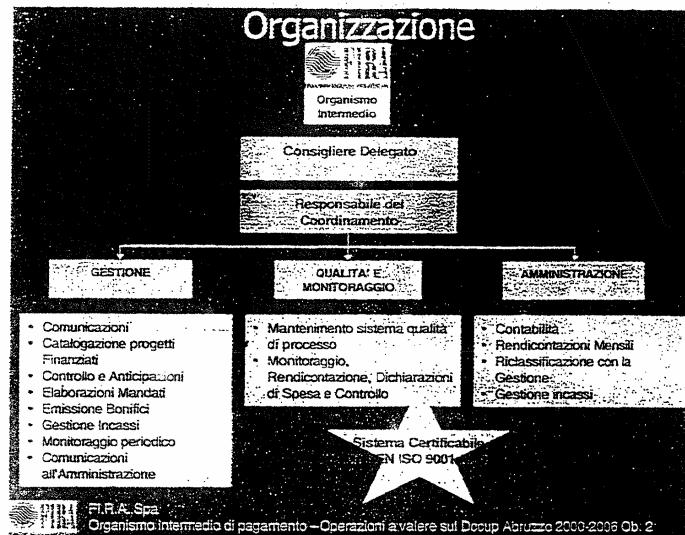 Organizzazione
FIRA
Organismo
Intermedio
Consigliere Delegato
Responsabile del
Coordinamento
GESTIONE
QUALITA' E
MONITORAGGIO
AMMINISTRAZIONE
• Comunicazioni
• Catalogazione progetti
Finanziati
• Controllo e Anticipazioni
• Elaborazioni Mandati
• Emissione Bonifici
• Gestione Incassi
• Monitoraggio periodico
• Comunicazioni
all'Amministrazione
• Mantenimento sistema qualità
di processo
• Monitoraggio,
Rendicontazione, Dichiarazioni
di Spesa e Controllo
• Contabilità
• Rendicontazioni Mensili
• Riclassificazione con la
Gestione
• Gestione incassi
Sistema Certificabile
EN ISO 9001
FIRA
FI.R.A. Spa
Organismo Intermedio di pagamento – Operazioni a valere sul Docup Abruzzo 2000-2006 Ob. 2